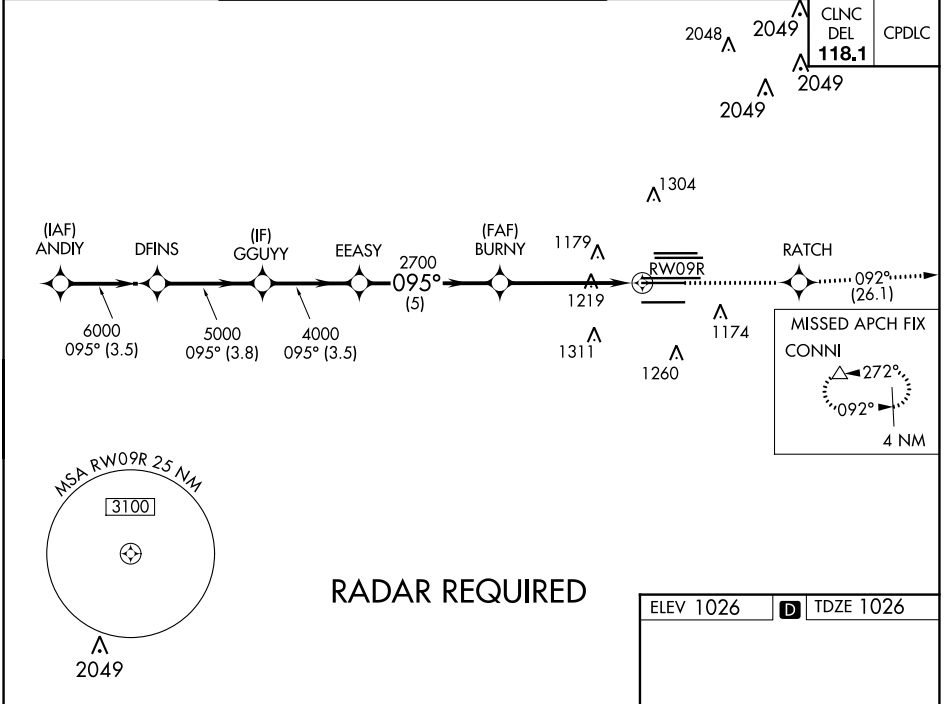 CLNC
DEL
118.1
CPDLC
2048
2049
2049
2049
1304
(IAF)
ANDIY
DFINS
(IF)
GGUYY
EEASY
(FAF)
BURNY
1179
RW09R
RATCH
2700
095°
(5)
092°
(26.1)
1219
6000
095° (3.5)
5000
095° (3.8)
4000
095° (3.5)
1311
1260
1174
MISSED APCH FIX
CONNI
272°
092°
4 NM
MSA RW09R 25 NM
3100
2049
RADAR REQUIRED
ELEV 1026
D
TDZE 1026